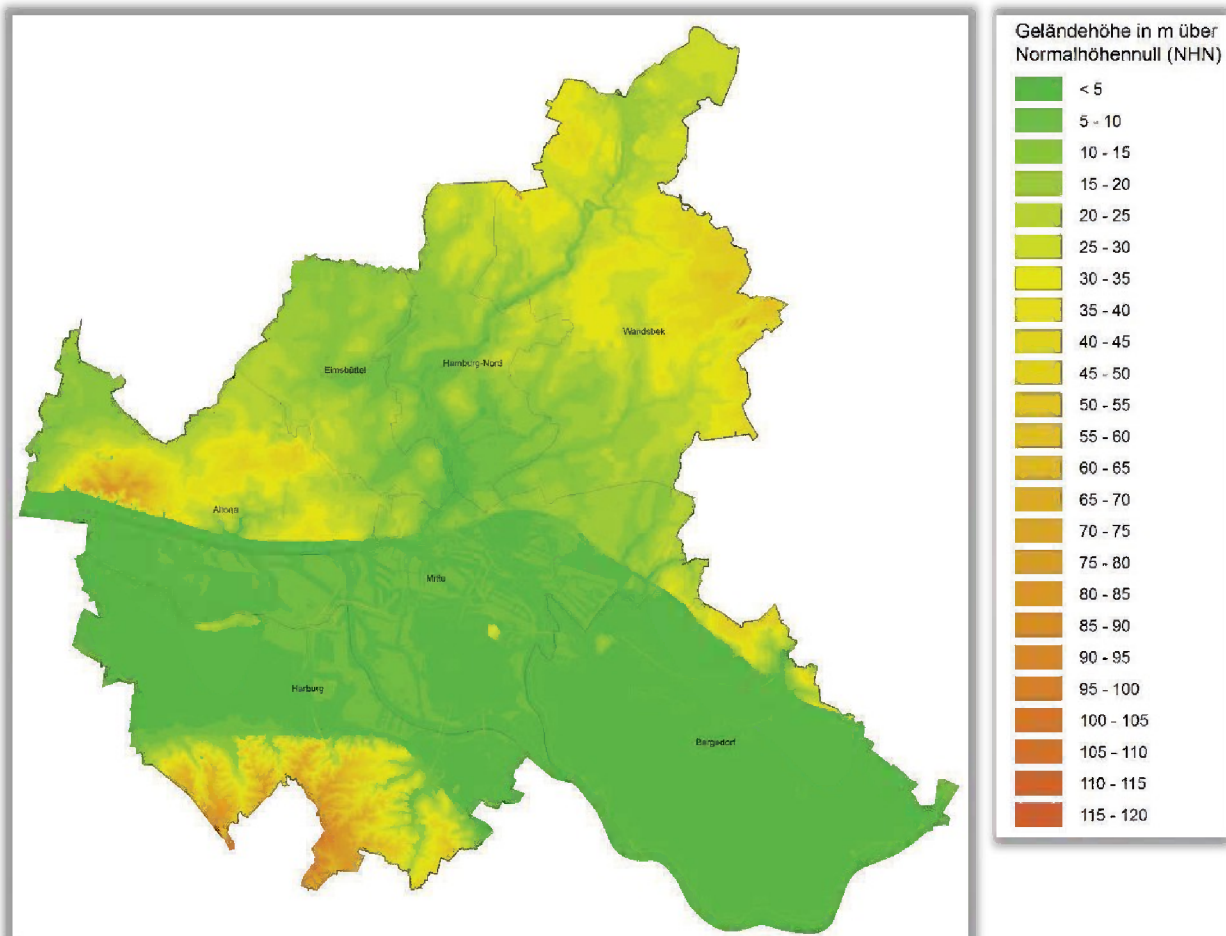 Geländehöhe in m über
Normalhöhennull (NHN)
< 5
5 - 10
10 - 15
15 - 20
20 - 25
25 - 30
30 - 35
35 - 40
40 - 45
45 - 50
50 - 55
55 - 60
60 - 65
65 - 70
70 - 75
75 - 80
80 - 85
85 - 90
90 - 95
95 - 100
100 - 105
105 - 110
110 - 115
115 - 120
Wandsbek
Hamburg-Nord
Eimsbüttel
Altona
Mitte
Harburg
Bergedorf